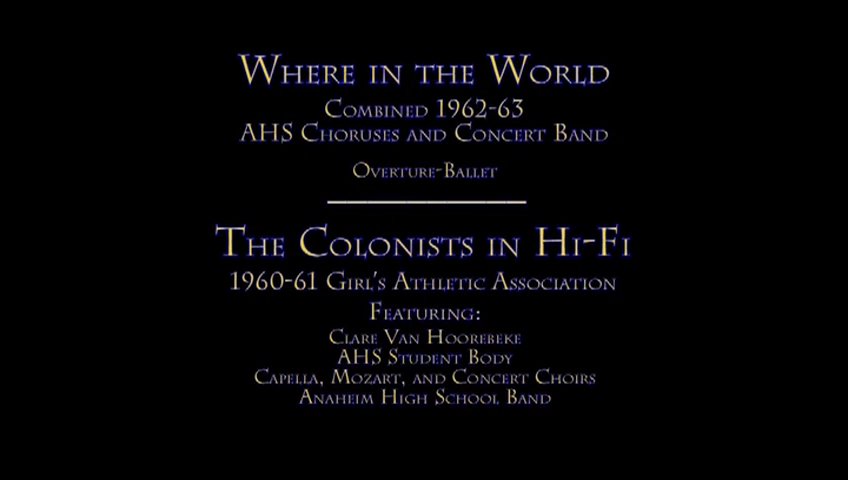 Where in the World
Combined 1962-63
AHS Choruses and Concert Band
Overture-Ballet
The Colonists in Hi-Fi
1960-61 Girl's Athletic Association
Featuring:
Clare Van Hoorebeke
AHS Student Body
Capella, Mozart, and Concert Choirs
Anaheim High School Band